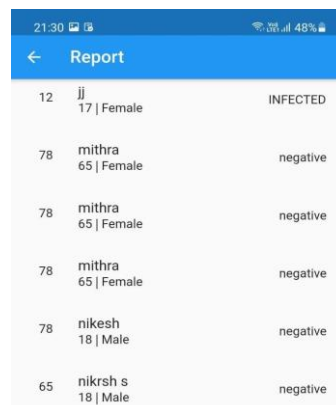 21:30 48%
Report
12 jj INFECTED
17 | Female
78 mithra negative
65 | Female
78 mithra negative
65 | Female
78 mithra negative
65 | Female
78 nikesh negative
18 | Male
65 nikrsh s negative
18 | Male